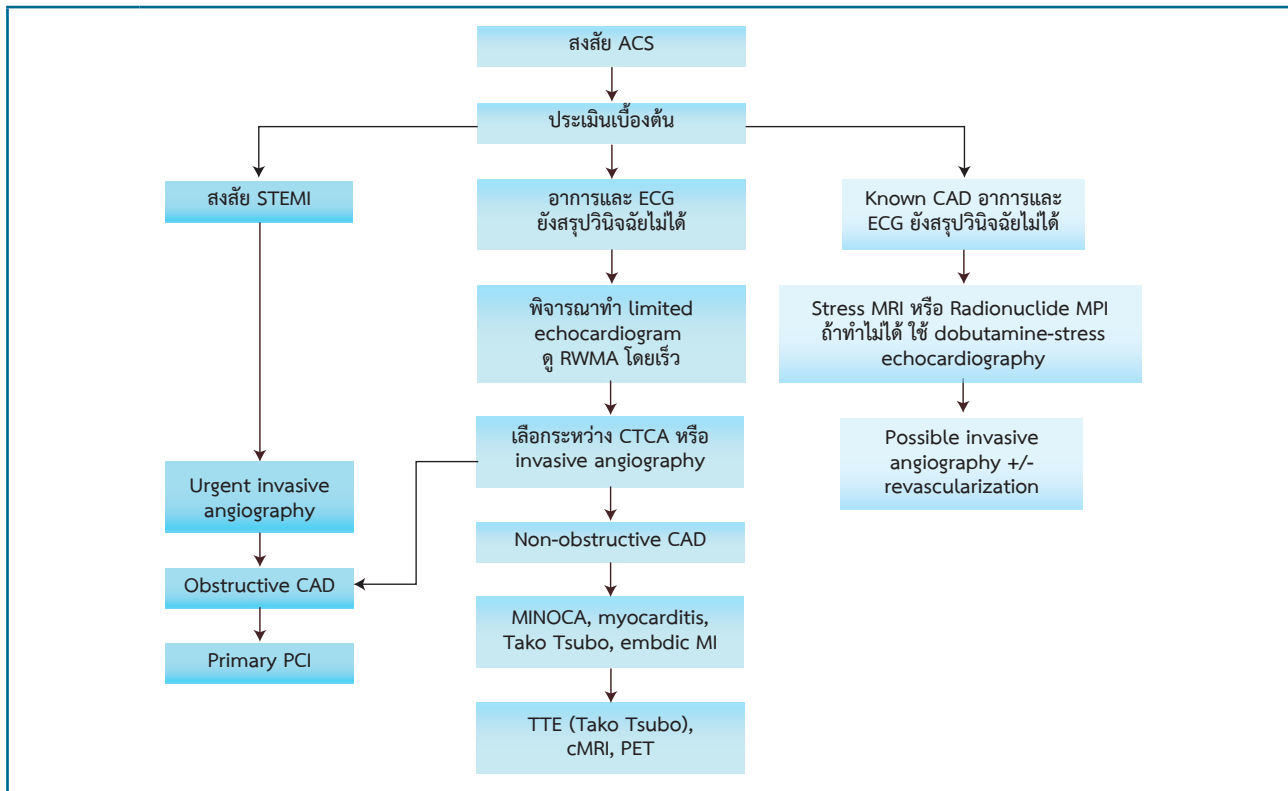 สงสัย ACS
ประเมินเบื้องต้น
สงสัย STEMI
อาการและ ECG
ยังสรุปวินิจฉัยไม่ได้
Known CAD อาการและ
ECG ยังสรุปวินิจฉัยไม่ได้
พิจารณาทำ limited
echocardiogram
ดู RWMA โดยเร็ว
Stress MRI หรือ Radionuclide MPI
ถ้าทำไม่ได้ ใช้ dobutamine-stress
echocardiography
เลือกระหว่าง CTCA หรือ
invasive angiography
Possible invasive
angiography +/-
revascularization
Urgent invasive
angiography
Non-obstructive CAD
Obstructive CAD
MINOCA, myocarditis,
Tako Tsubo, embdic MI
Primary PCI
TTE (Tako Tsubo),
cMRI, PET